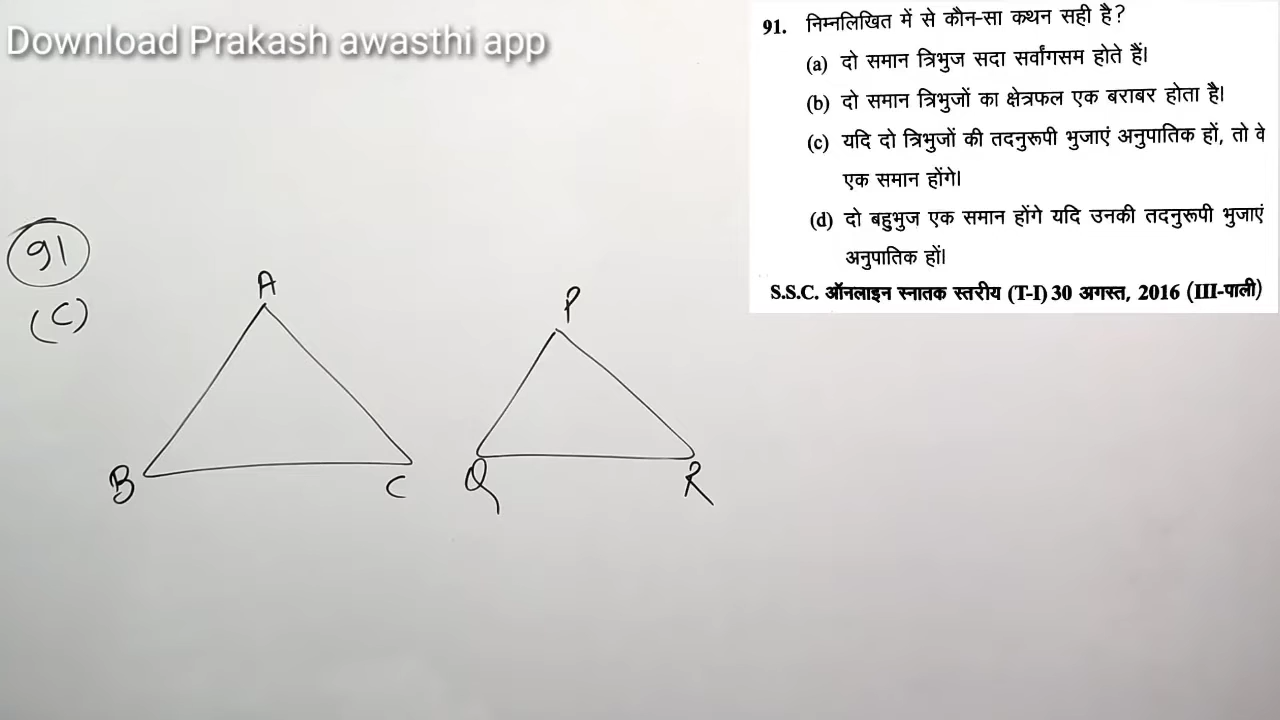 Download Prakash awasthi app
91. निम्नलिखित में से कौन-सा कथन सही है?
(a) दो समान त्रिभुज सदा सर्वांगसम होते हैं।
(b) दो समान त्रिभुजों का क्षेत्रफल एक बराबर होता है।
(c) यदि दो त्रिभुजों की तदनुरूपी भुजाएं अनुपातिक हों, तो वे
एक समान होंगे।
(d) दो बहुभुज एक समान होंगे यदि उनकी तदनुरूपी भुजाएं
अनुपातिक हों।
S.S.C. ऑनलाइन स्नातक स्तरीय (T-I) 30 अगस्त, 2016 (III-पाली)
91
(C)
A
P
B
C
Q
R